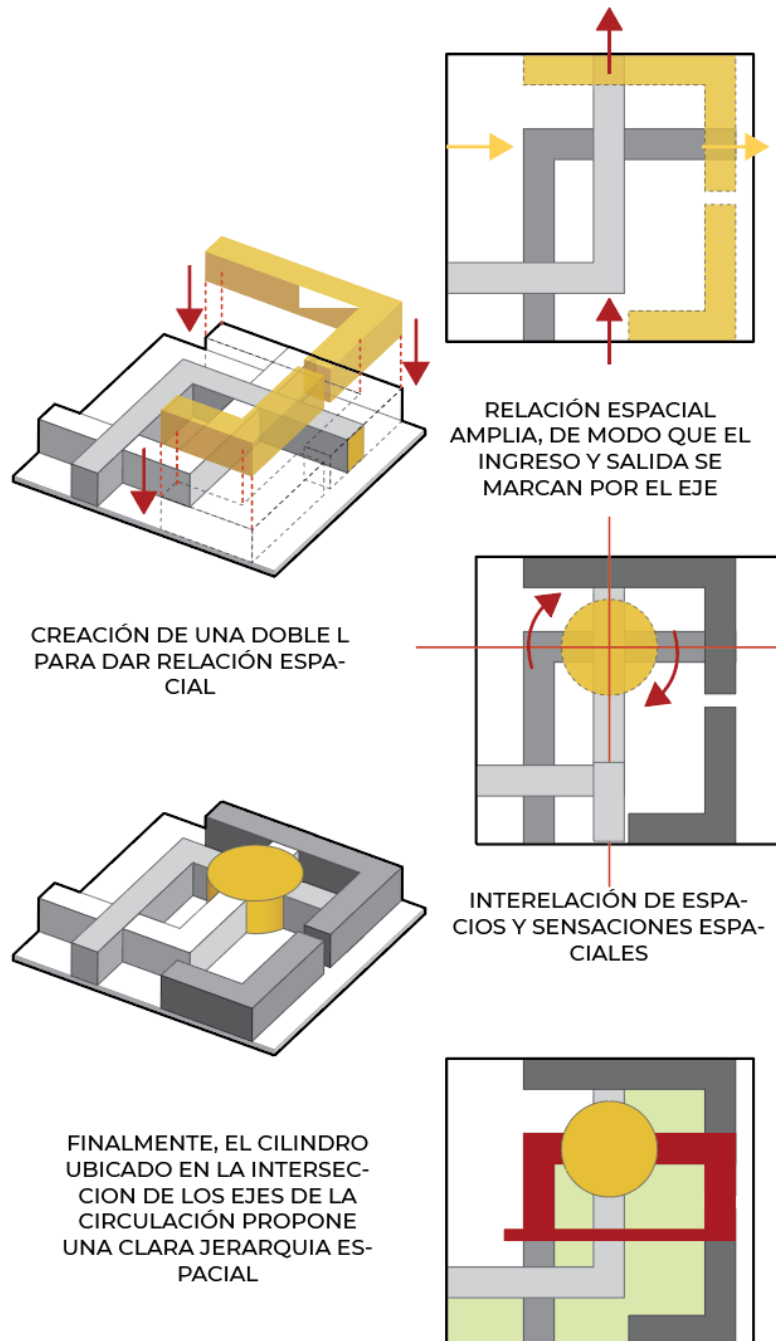 RELACIÓN ESPACIAL
AMPLIA, DE MODO QUE EL
INGRESO Y SALIDA SE
MARCAN POR EL EJE
CREACIÓN DE UNA DOBLE L
PARA DAR RELACIÓN ESPA-
CIAL
INTERELACIÓN DE ESPA-
CIOS Y SENSACIONES ESPA-
CIALES
FINALMENTE, EL CILINDRO
UBICADO EN LA INTERSEC-
CION DE LOS EJES DE LA
CIRCULACIÓN PROPONE
UNA CLARA JERARQUIA ES-
PACIAL